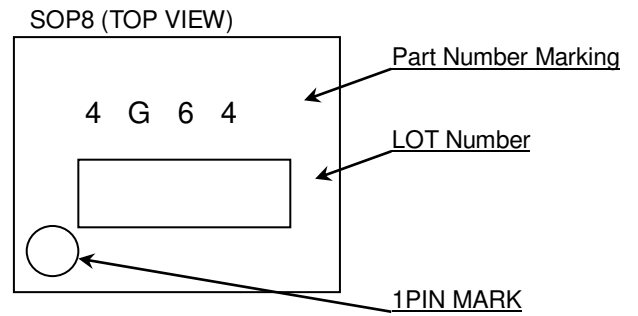 SOP8 (TOP VIEW)
Part Number Marking
4 G 6 4
LOT Number
1PIN MARK